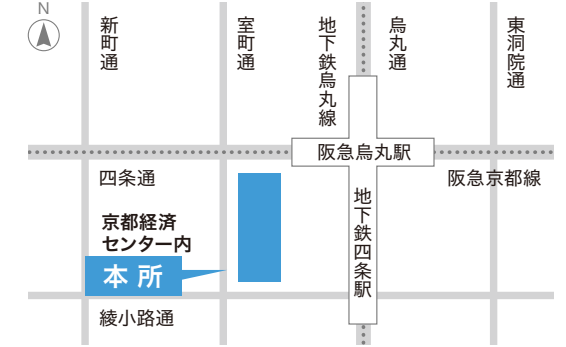 N
新町通
室町通
地下鉄烏丸線
烏丸通
東洞院通
阪急烏丸駅
四条通
阪急京都線
地下鉄四条駅
京都経済
センター内
本所
綾小路通